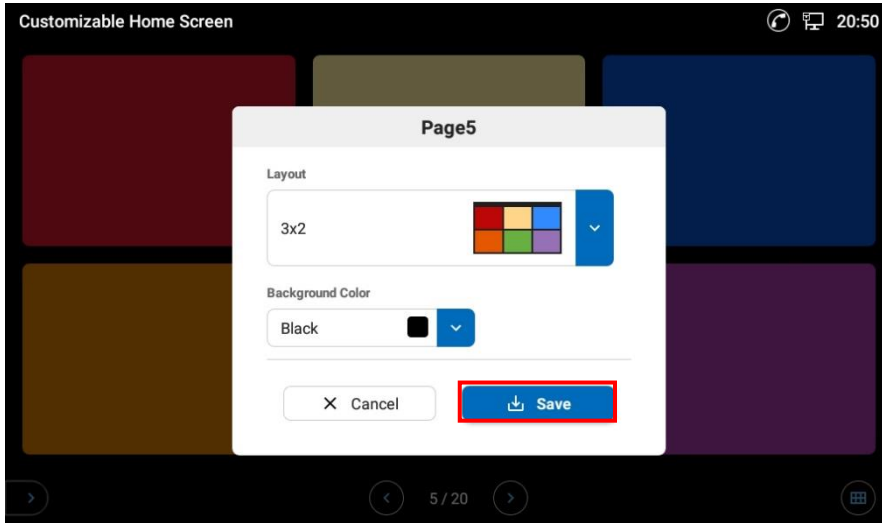 Customizable Home Screen
20:50
Page5
Layout
3x2
Background Color
Black
Cancel
Save
5 / 20